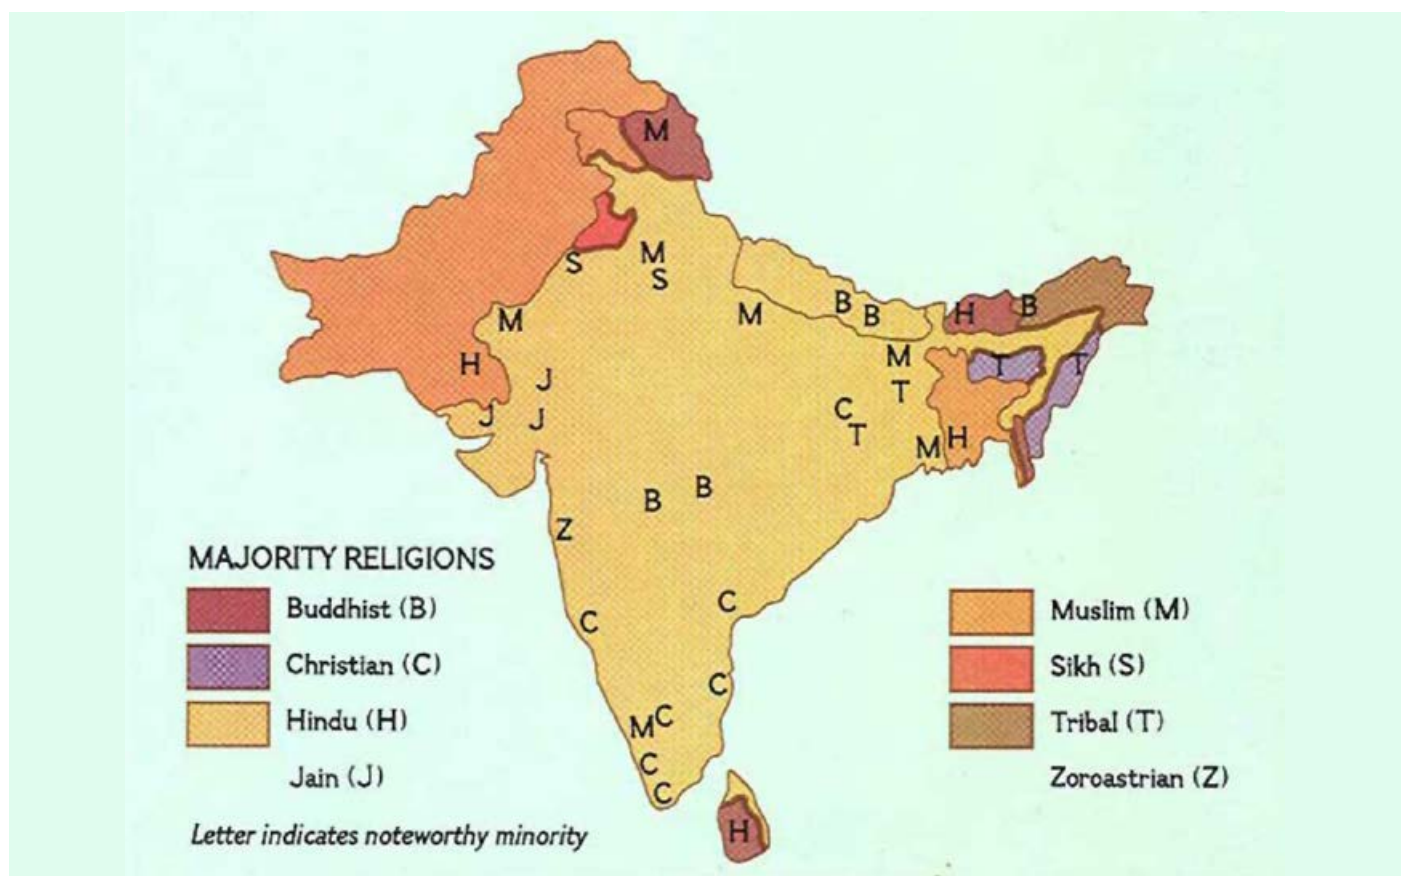 M
S
M
S
M
M
B
B
H
B
H
J
J
J
M
T
T
T
C
T
M
H
B
B
Z
C
C
C
M
C
C
C
H
MAJORITY RELIGIONS
Buddhist (B)
Christian (C)
Hindu (H)
Jain (J)
Letter indicates noteworthy minority
Muslim (M)
Sikh (S)
Tribal (T)
Zoroastrian (Z)